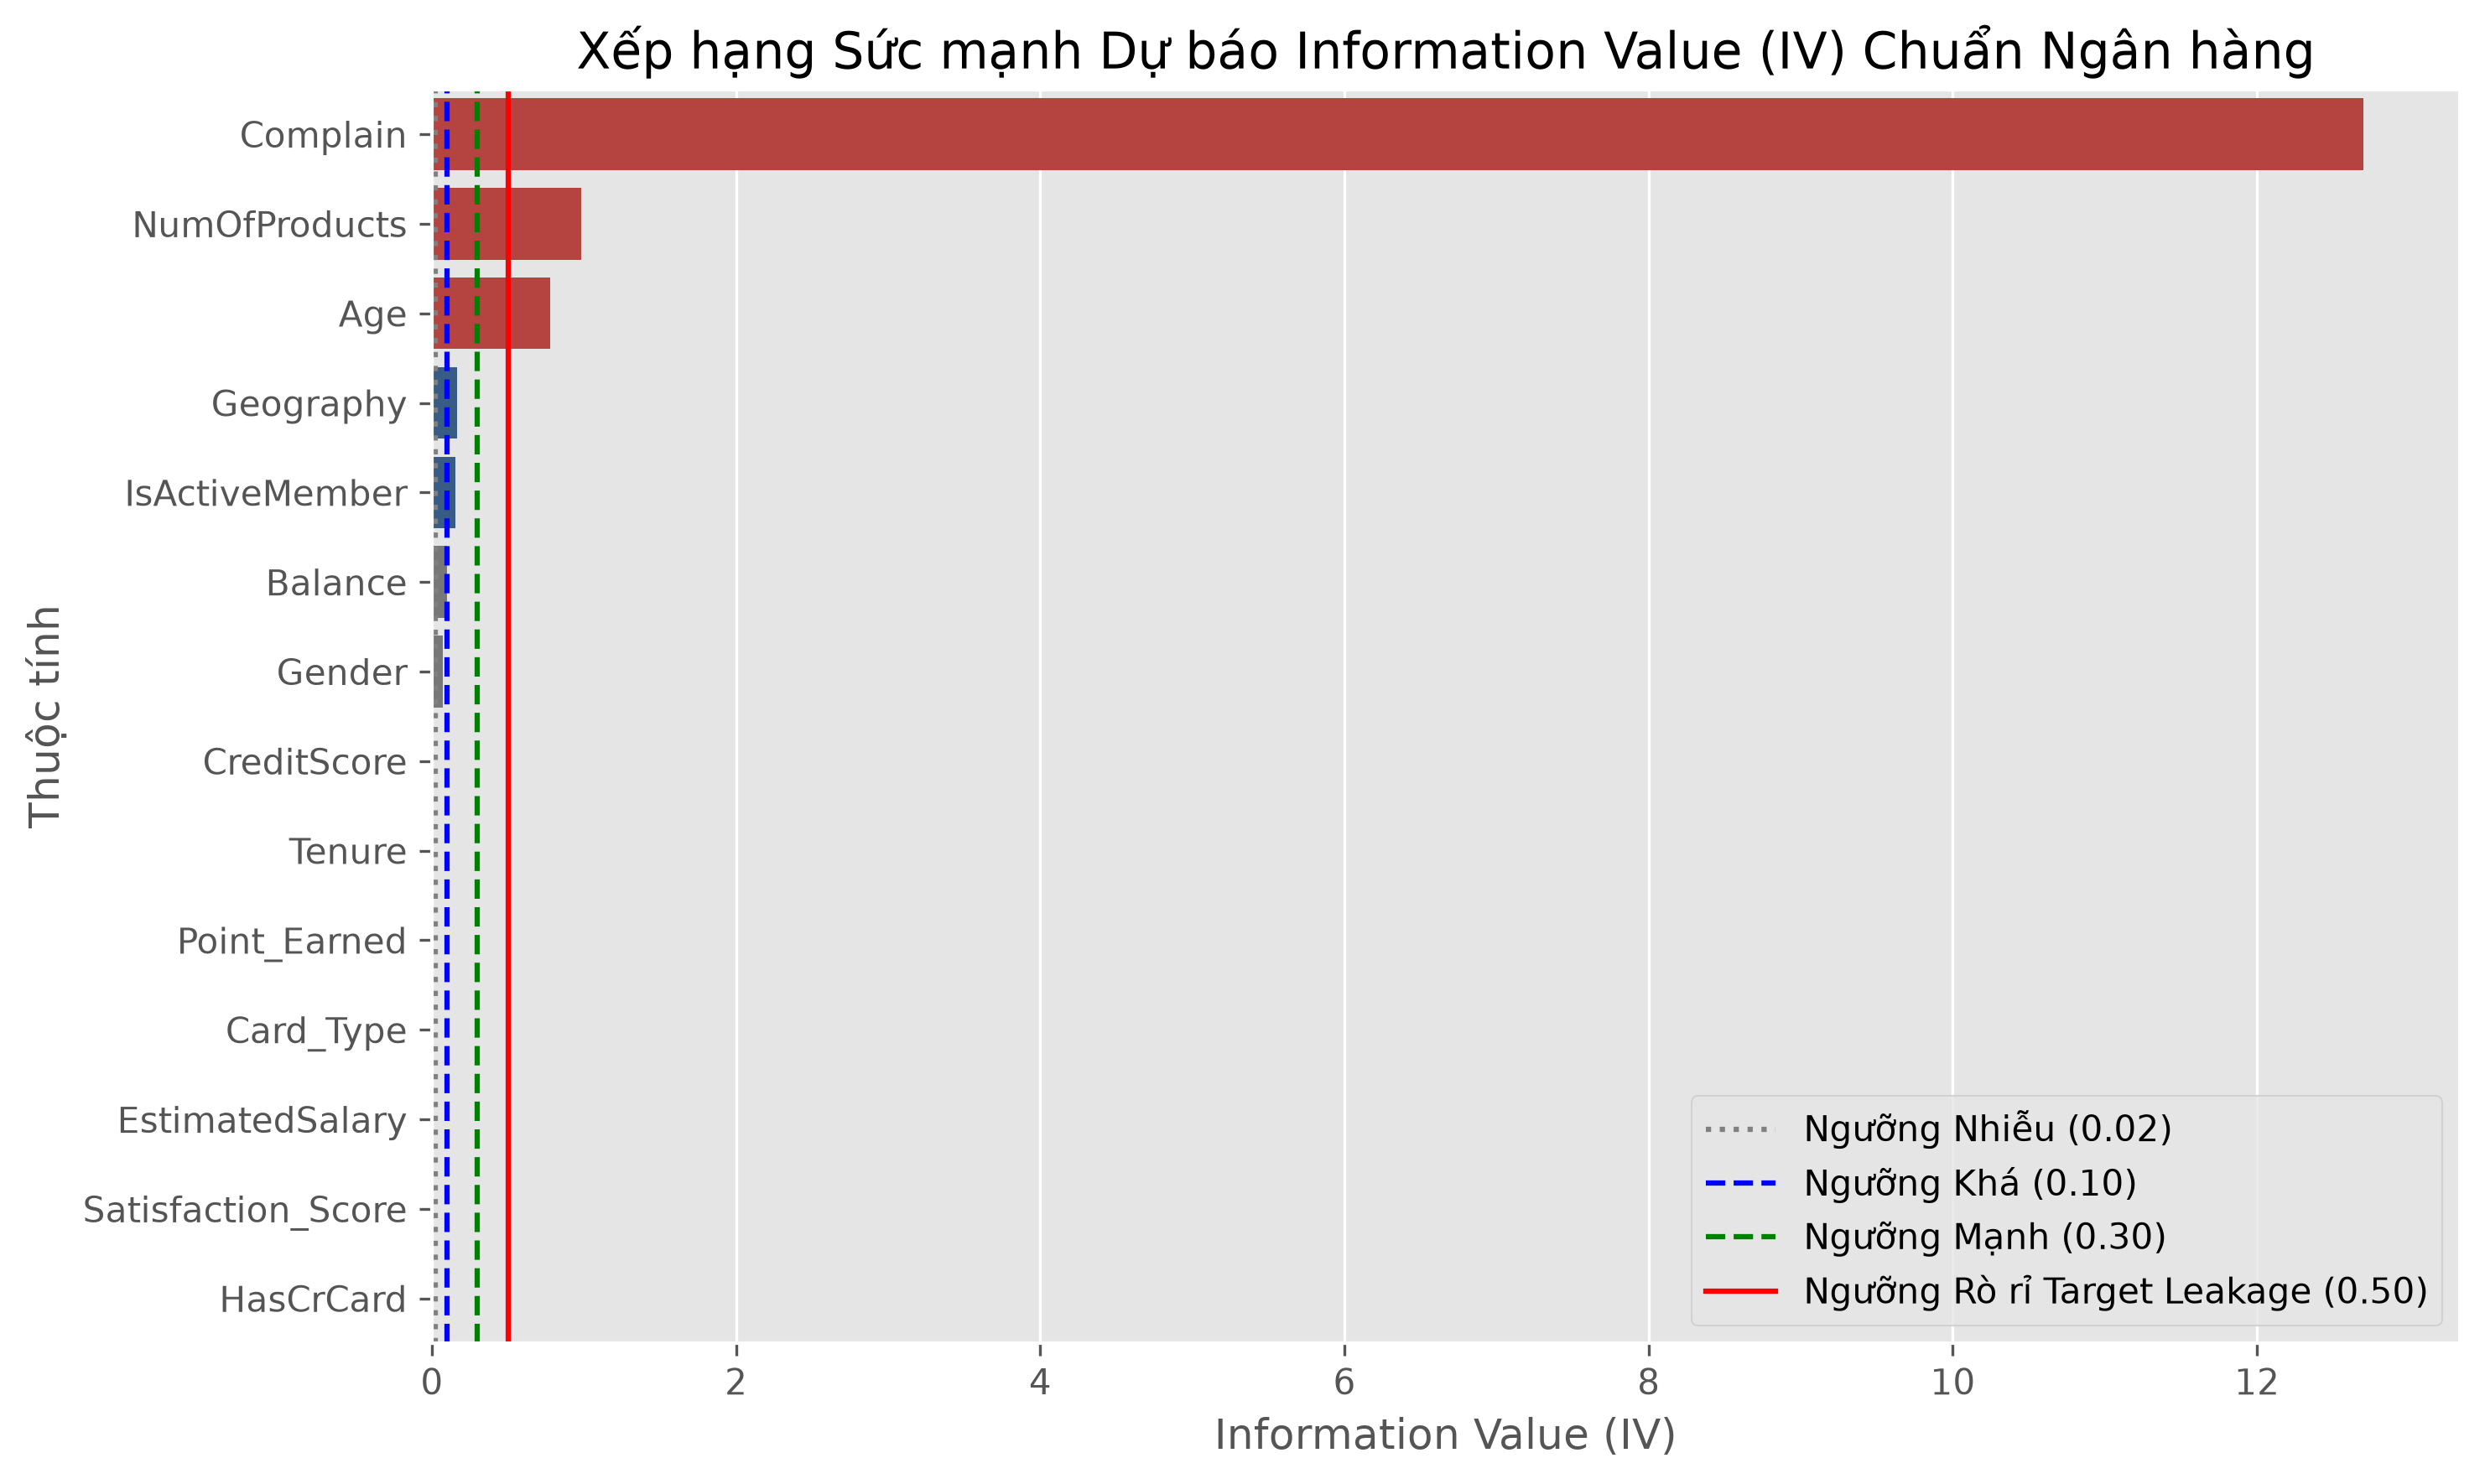 Xếp hạng Sức mạnh Dự báo Information Value (IV) Chuẩn Ngân hàng
Thuộc tính
Complain
NumOfProducts
Age
Geography
IsActiveMember
Balance
Gender
CreditScore
Tenure
Point_Earned
Card_Type
EstimatedSalary
Satisfaction_Score
HasCrCard
Ngưỡng Nhiễu (0.02)
Ngưỡng Khá (0.10)
Ngưỡng Mạnh (0.30)
Ngưỡng Rò rỉ Target Leakage (0.50)
0 2 4 6 8 10 12
Information Value (IV)